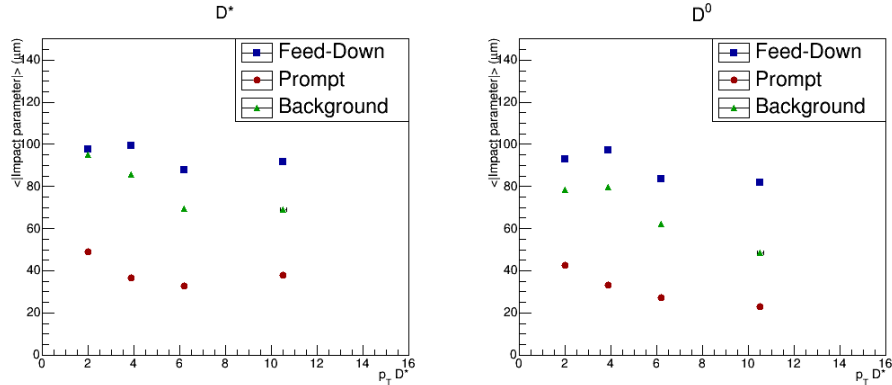 D*
<|Impact parameter|> (μm)
140
120
100
80
60
40
20
0
0 2 4 6 8 10 12 14 16
p_T D*
Feed-Down
Prompt
Background
D⁰
<|Impact parameter|> (μm)
140
120
100
80
60
40
20
0
0 2 4 6 8 10 12 14 16
p_T D*
Feed-Down
Prompt
Background